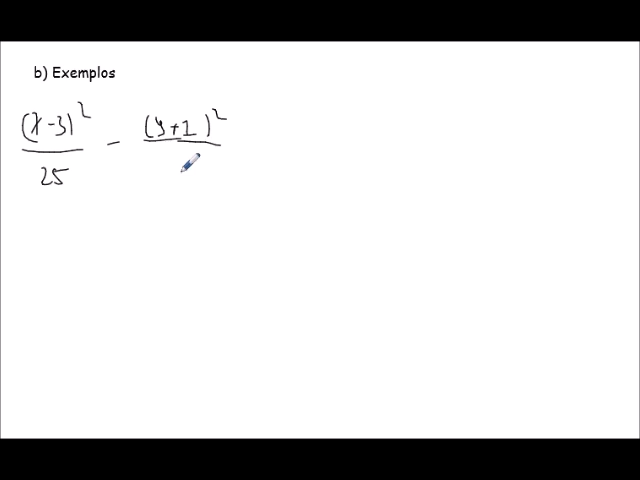 b) Exemplos
(x-3)² - (y+1)²
25